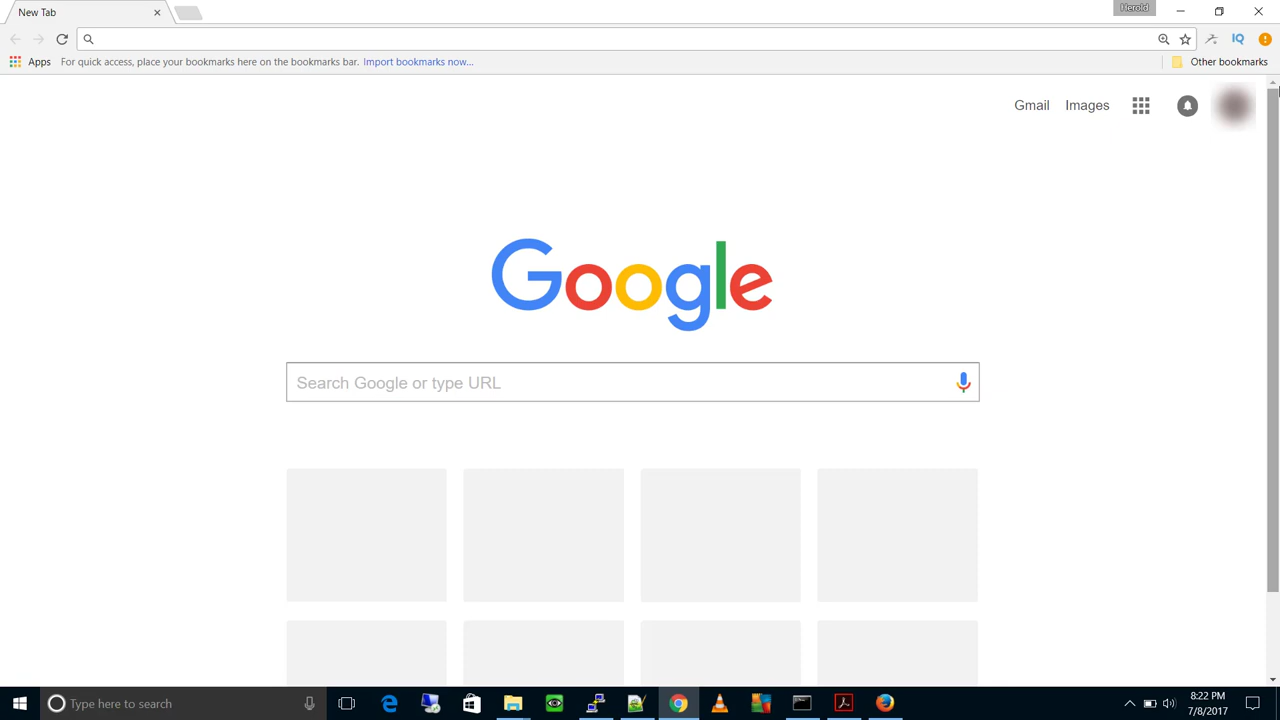 New Tab
Herold
IQ
Apps
For quick access, place your bookmarks here on the bookmarks bar. Import bookmarks now...
Other bookmarks
Gmail
Images
Google
Search Google or type URL
Type here to search
8:22 PM
7/8/2017